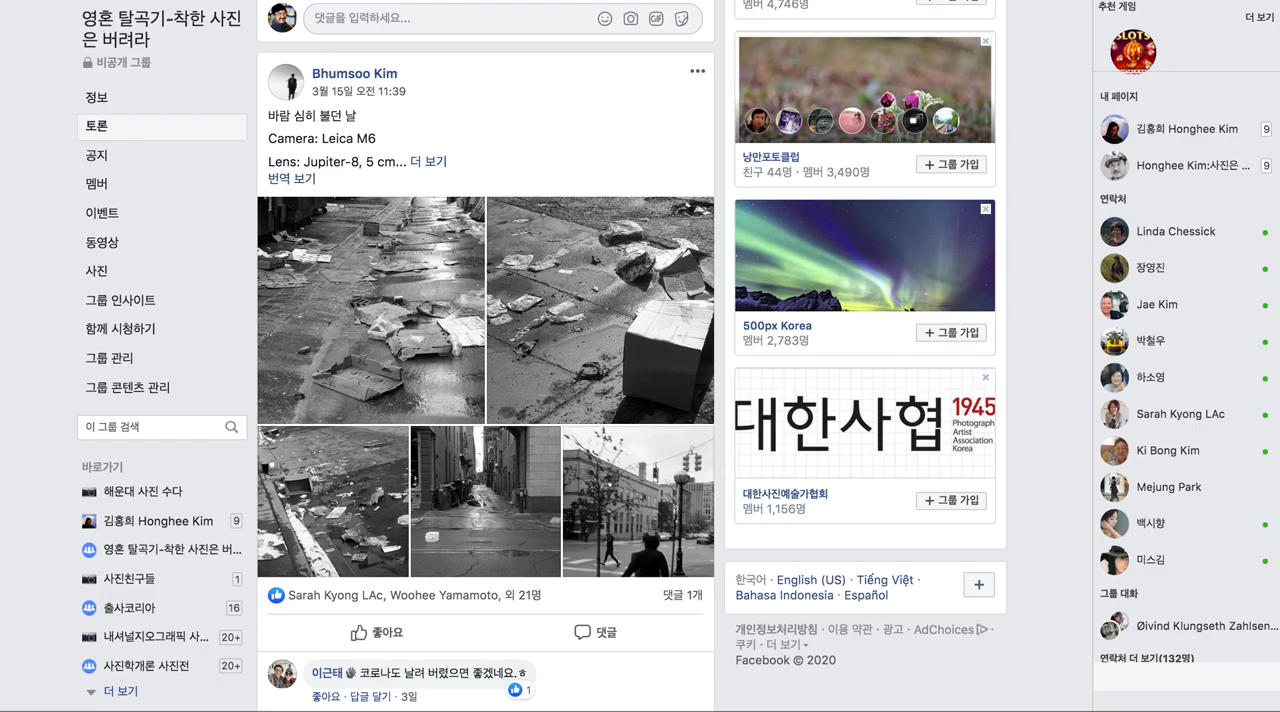 영혼 탈곡기-착한 사진
은 버려라
비공개 그룹
정보
토론
공지
멤버
이벤트
동영상
사진
그룹 인사이트
함께 시청하기
그룹 관리
그룹 콘텐츠 관리
이 그룹 검색
바로가기
해운대 사진 수다
김홍희 Honghee Kim 9
영혼 탈곡기-착한 사진은 버...
사진친구들 1
출사코리아 16
내셔널지오그래픽 사... 20+
사진학개론 사진전 20+
더 보기
댓글을 입력하세요...
GIF
Bhumsoo Kim
3월 15일 오전 11:39
바람 심히 불던 날
Camera: Leica M6
Lens: Jupiter-8, 5 cm... 더 보기
번역 보기
Sarah Kyong LAc, Woohee Yamamoto, 외 21명
댓글 1개
좋아요
댓글
이근태 코로나도 날려 버렸으면 좋겠네요.ㅎ
1
좋아요 · 답글 달기 · 3일
멤버 4,746명
낭만포토클럽
친구 44명 · 멤버 3,490명
+ 그룹 가입
500px Korea
멤버 2,783명
+ 그룹 가입
대한사협
1945
Photograph
Artist
Association
Korea
대한사진예술가협회
멤버 1,156명
+ 그룹 가입
한국어 · English (US) · Tiếng Việt ·
Bahasa Indonesia · Español
+
개인정보처리방침 · 이용 약관 · 광고 · AdChoices ·
쿠키 · 더 보기
Facebook © 2020
추천 게임
더 보기
SLOTS
내 페이지
김홍희 Honghee Kim 9
Honghee Kim:사진은 ... 9
연락처
Linda Chessick
장영진
Jae Kim
박철우
하소영
Sarah Kyong LAc
Ki Bong Kim
Mejung Park
백시향
미스김
그룹 대화
Øivind Klungseth Zahlsen...
연락처 더 보기(132명)